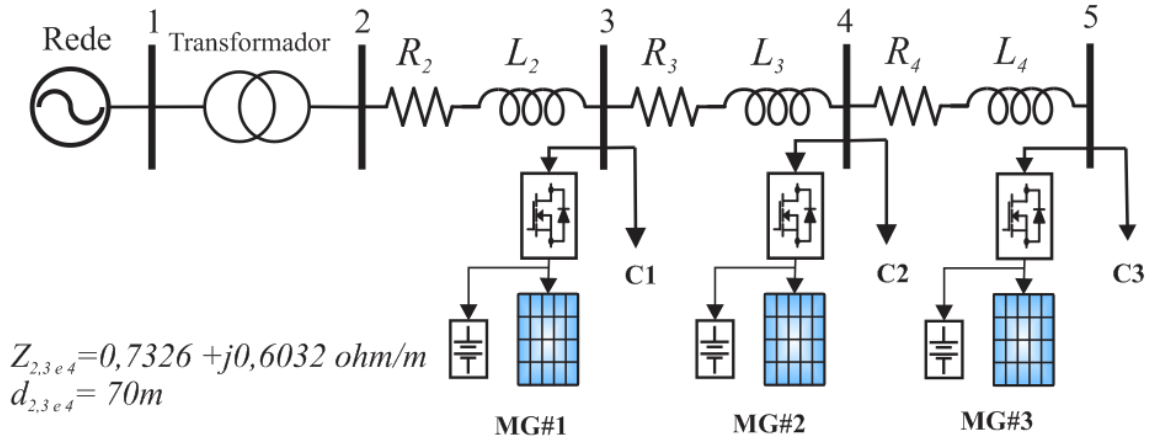 1
2
3
4
5
Rede
Transformador
R2
L2
R3
L3
R4
L4
C1
C2
C3
Z2,3 e 4=0,7326 +j0,6032 ohm/m
d2,3 e 4= 70m
MG#1
MG#2
MG#3